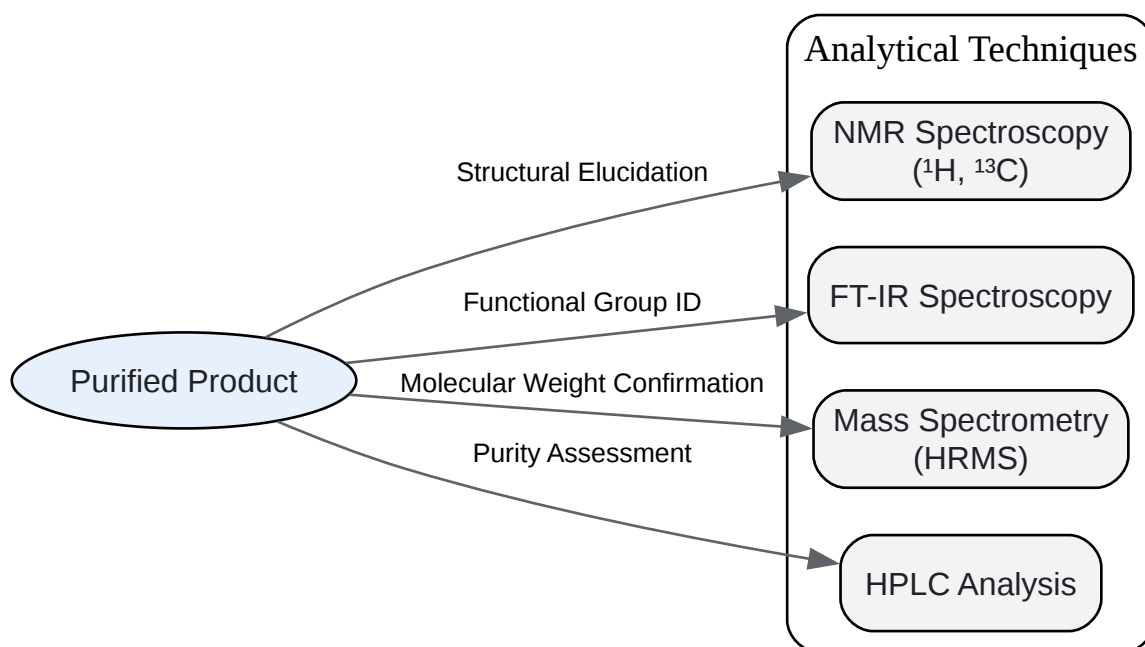 Analytical Techniques
NMR Spectroscopy
(¹H, ¹³C)
Structural Elucidation
FT-IR Spectroscopy
Functional Group ID
Purified Product
Molecular Weight Confirmation
Mass Spectrometry
(HRMS)
Purity Assessment
HPLC Analysis